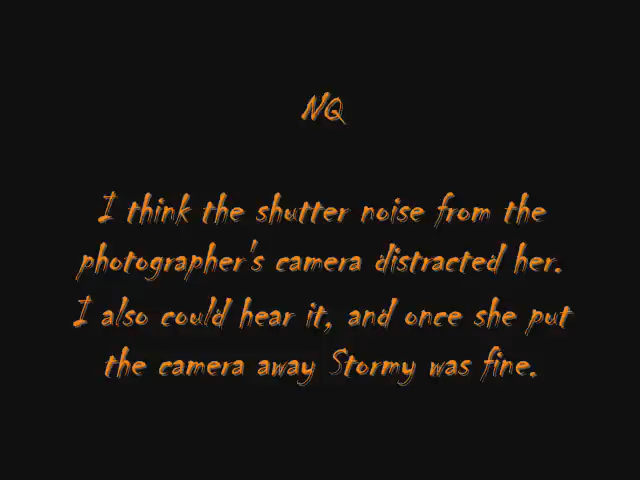 NQ
I think the shutter noise from the
photographer's camera distracted her.
I also could hear it, and once she put
the camera away Stormy was fine.